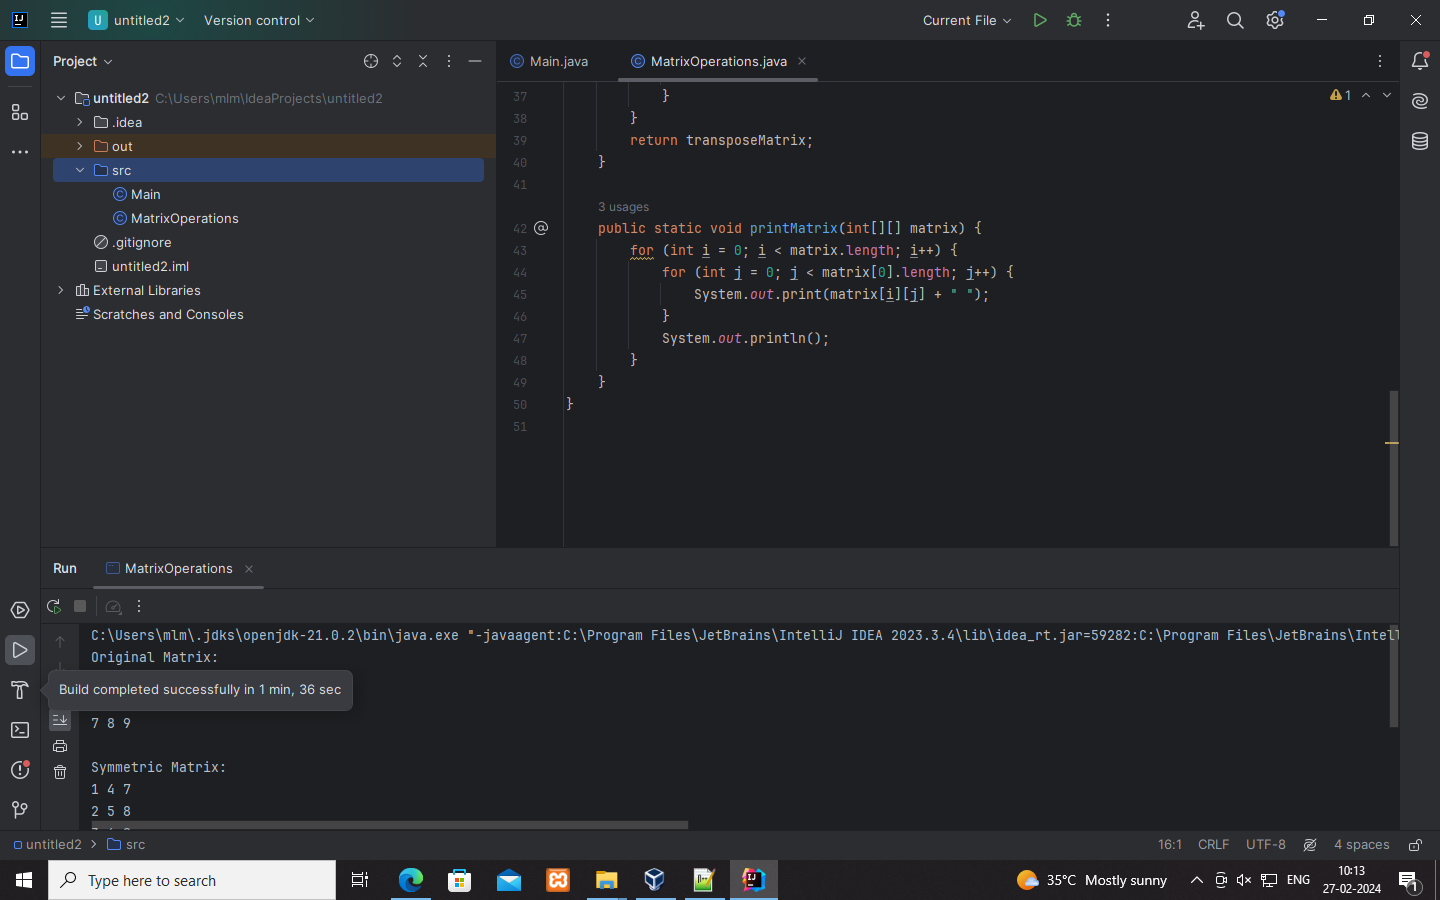 U untitled2 Version control Current File
Project
Main.java MatrixOperations.java
untitled2 C:\Users\mlm\IdeaProjects\untitled2
.idea
out
src
Main
MatrixOperations
.gitignore
untitled2.iml
External Libraries
Scratches and Consoles
1
37 }
38 }
39 return transposeMatrix;
40 }
41
3 usages
42 @ public static void printMatrix(int[][] matrix) {
43 for (int i = 0; i < matrix.length; i++) {
44 for (int j = 0; j < matrix[0].length; j++) {
45 System.out.print(matrix[i][j] + " ");
46 }
47 System.out.println();
48 }
49 }
50 }
51
Run MatrixOperations
C:\Users\mlm\.jdks\openjdk-21.0.2\bin\java.exe "-javaagent:C:\Program Files\JetBrains\IntelliJ IDEA 2023.3.4\lib\idea_rt.jar=59282:C:\Program Files\JetBrains\Intell
Original Matrix:
Build completed successfully in 1 min, 36 sec
7 8 9
Symmetric Matrix:
1 4 7
2 5 8
untitled2 src 16:1 CRLF UTF-8 4 spaces
Type here to search 35°C Mostly sunny ENG 10:13
27-02-2024
1